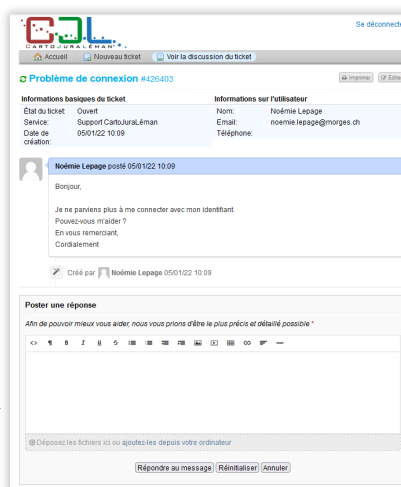 Se déconnecte
CJL
CARTOJURALÉMAN
Accueil Nouveau ticket Voir la discussion du ticket
Problème de connexion #426403
Imprimer Edite
Informations basiques du ticket Informations sur l'utilisateur
État du ticket: Ouvert Nom: Noémie Lepage
Service: Support CartoJuraLéman Email: noemie.lepage@morges.ch
Date de création: 05/01/22 10:09 Téléphone:
Noémie Lepage posté 05/01/22 10:09
Bonjour,
Je ne parviens plus à me connecter avec mon identifiant.
Pouvez-vous m'aider ?
En vous remerciant,
Cordialement
Créé par Noémie Lepage 05/01/22 10:09
Poster une réponse
Afin de pouvoir mieux vous aider, nous vous prions d'être le plus précis et détaillé possible *
Déposez les fichiers ici ou ajoutez-les depuis votre ordinateur
Répondre au message Réinitialiser Annuler